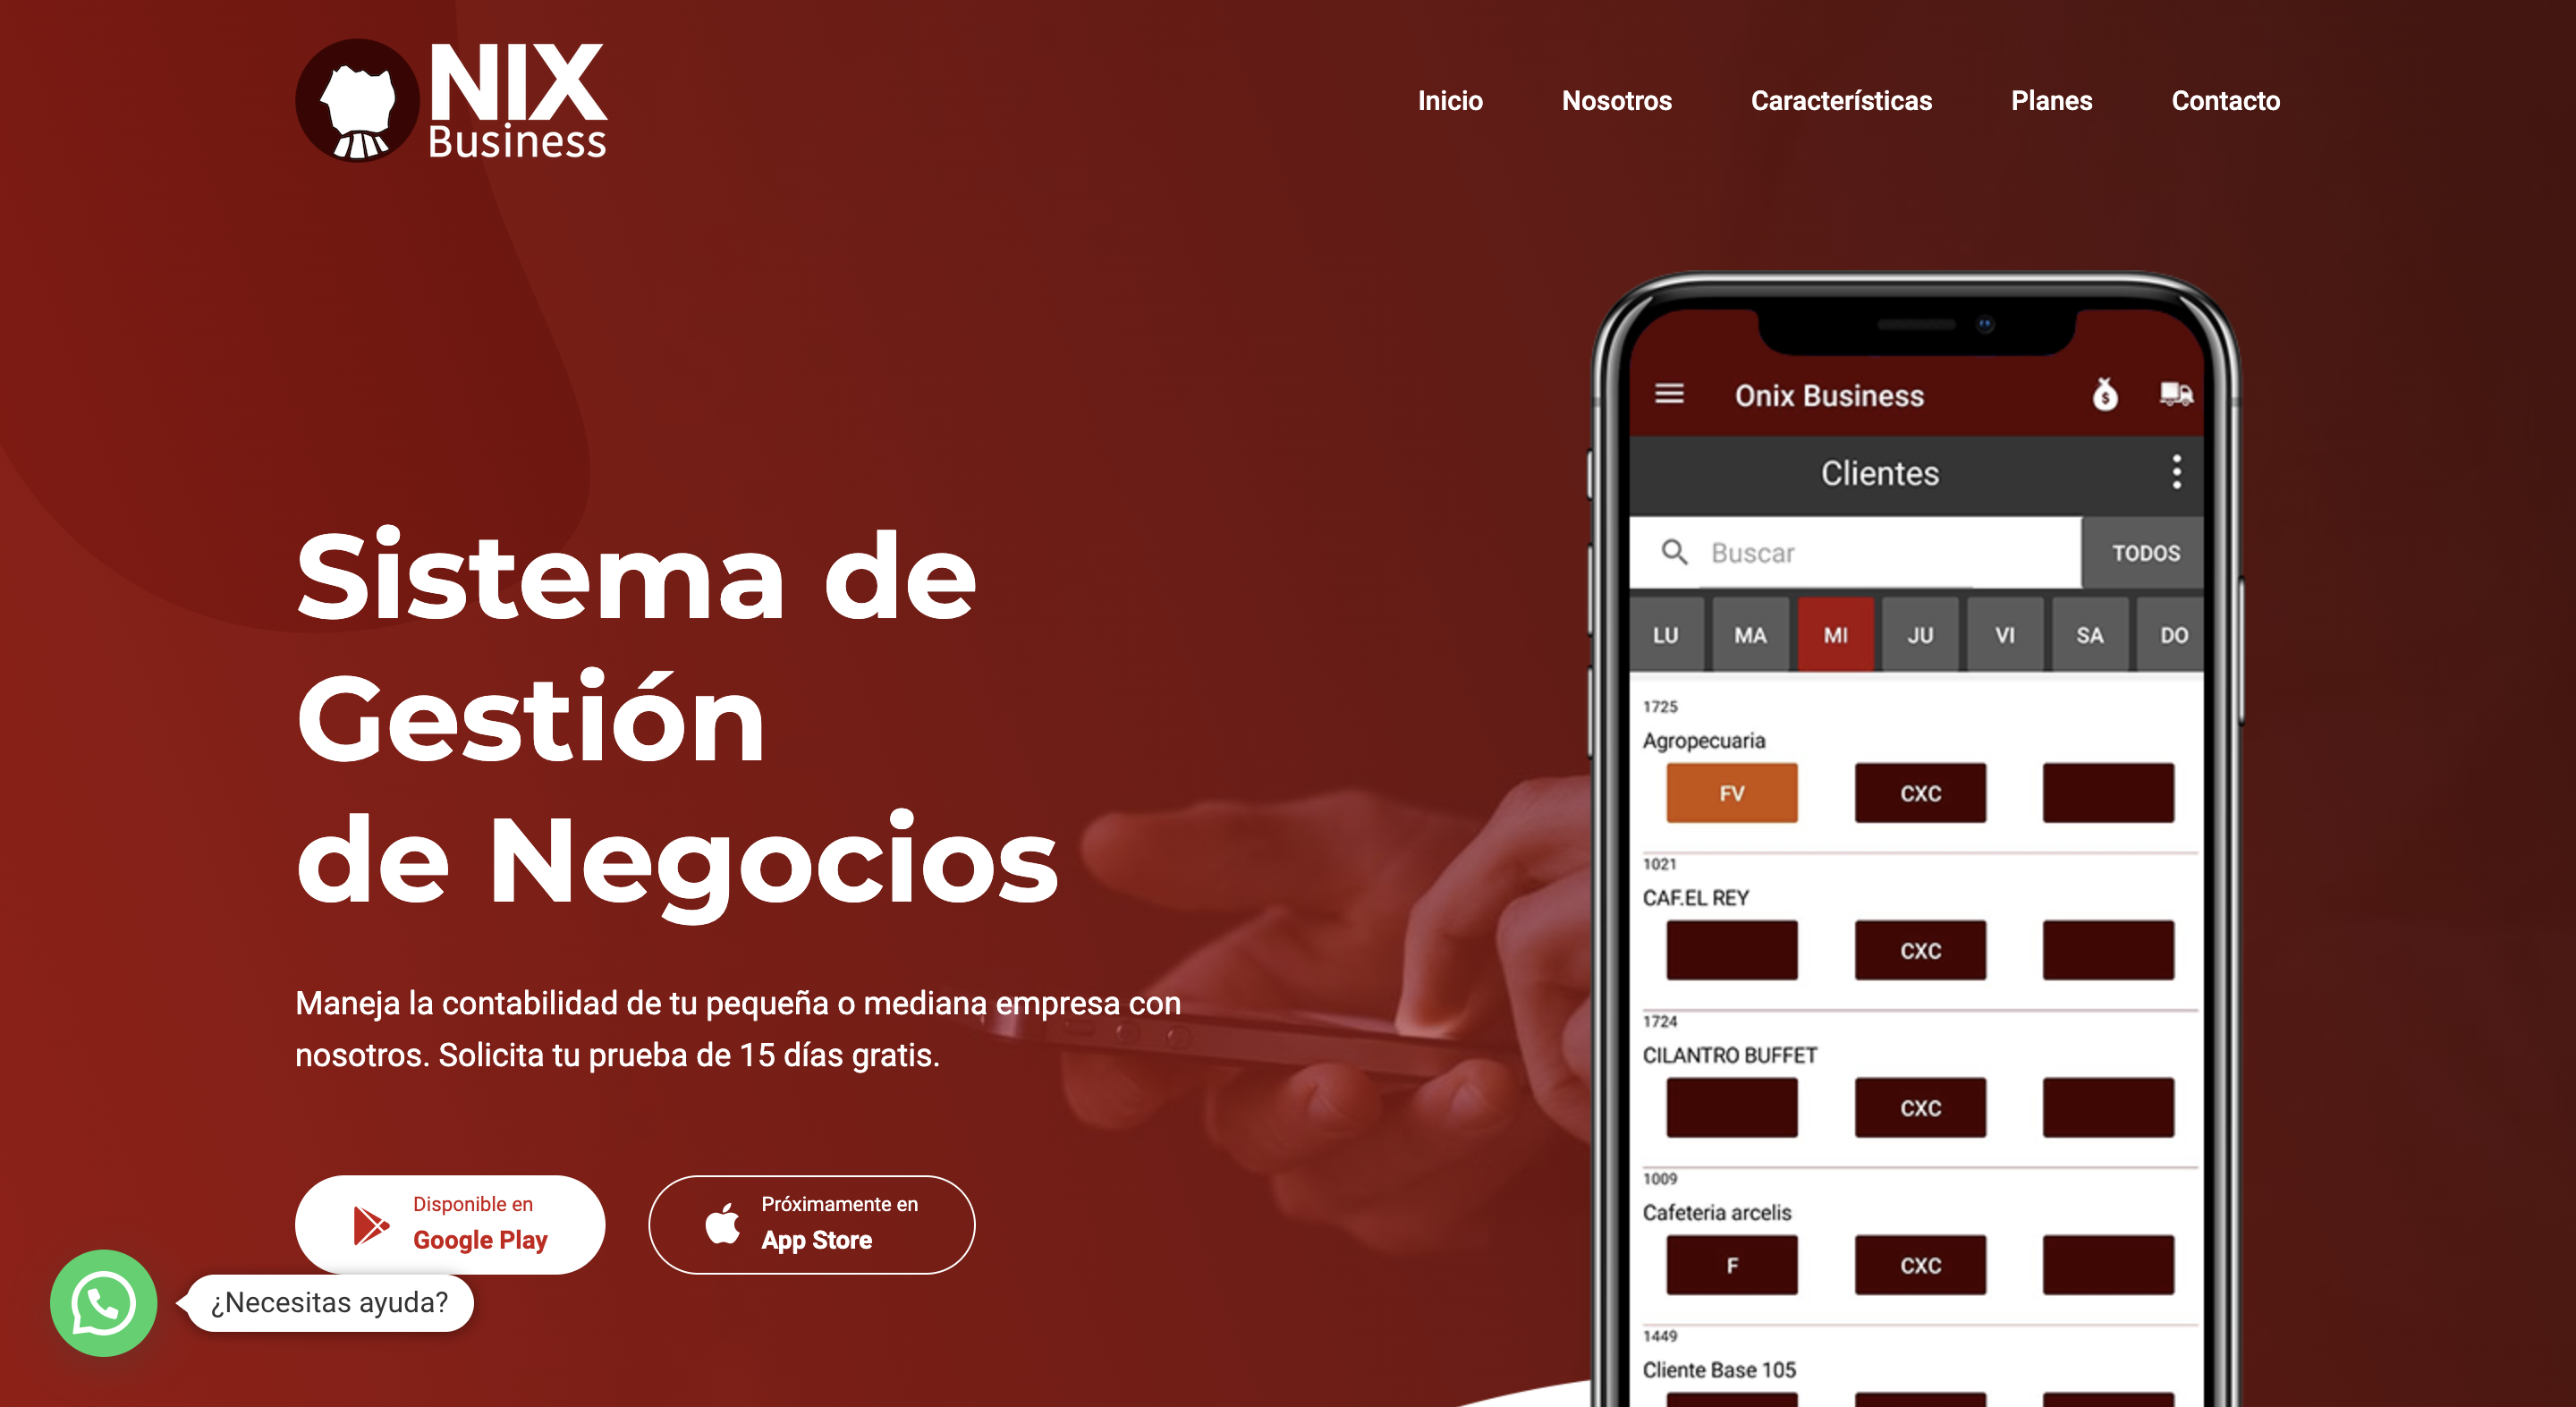 NIX
Business
Inicio
Nosotros
Características
Planes
Contacto
Sistema de
Gestión
de Negocios
Maneja la contabilidad de tu pequeña o mediana empresa con
nosotros. Solicita tu prueba de 15 días gratis.
Disponible en
Google Play
Próximamente en
App Store
¿Necesitas ayuda?
Onix Business
$
Clientes
Buscar
TODOS
LU MA MI JU VI SA DO
1725
Agropecuaria
FV CXC
1021
CAF.EL REY
CXC
1724
CILANTRO BUFFET
CXC
1009
Cafeteria arcelis
F CXC
1449
Cliente Base 105